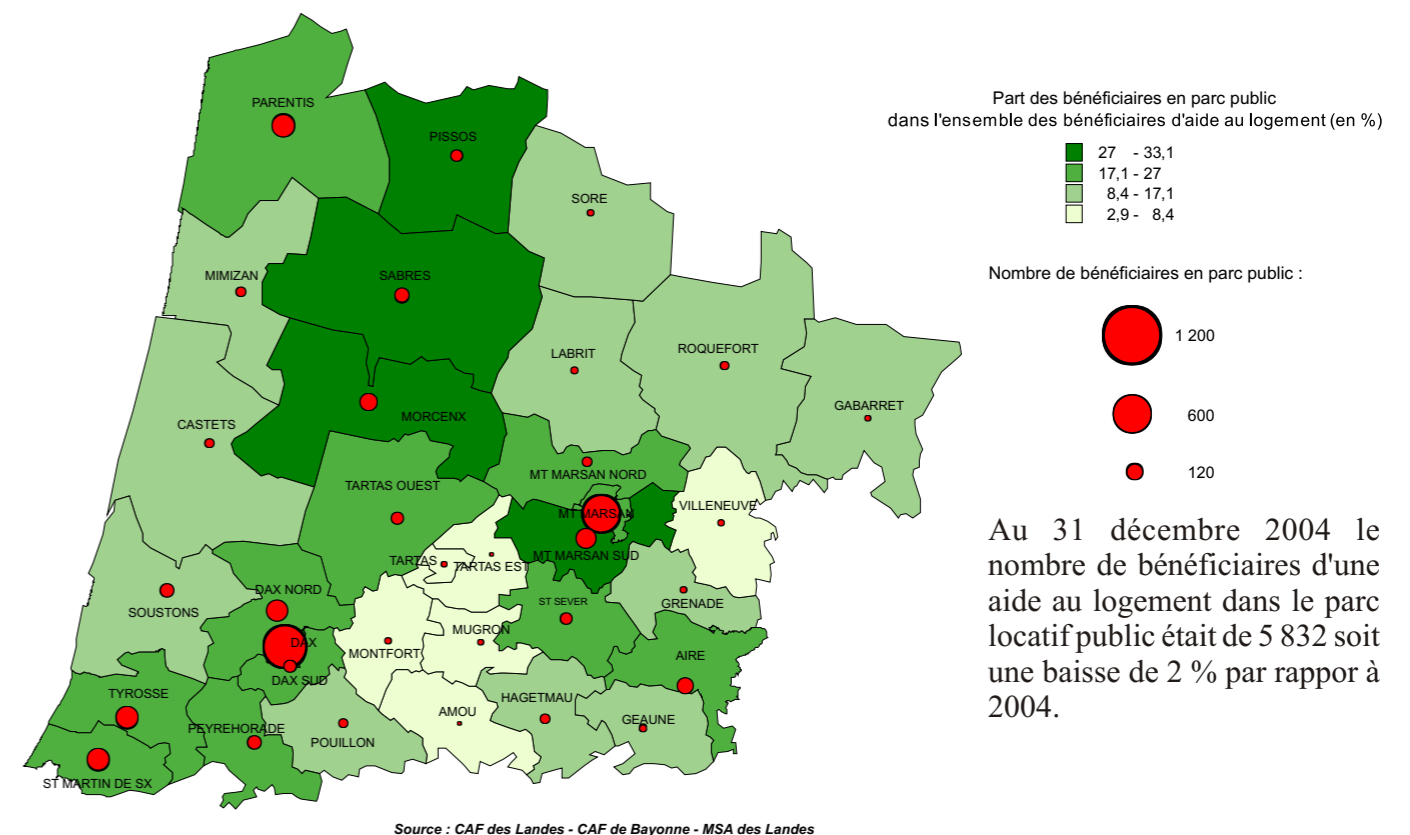 PARENTIS
PISSOS
SORE
MIMIZAN
SABRES
LABRIT
ROQUEFORT
GABARRET
CASTETS
MORCENX
TARTAS OUEST
MT MARSAN NORD
MT MARSAN
VILLENEUVE
MT MARSAN SUD
TARTAS
TARTAS EST
DAX NORD
SOUSTONS
ST SEVER
GRENADE
DAX
MUGRON
MONTFORT
AIRE
DAX SUD
TYROSSE
HAGETMAU
AMOU
GEAUNE
PEYREHORADE
POUILLON
ST MARTIN DE SX
Part des bénéficiaires en parc public
dans l'ensemble des bénéficiaires d'aide au logement (en %)
27 - 33,1
17,1 - 27
8,4 - 17,1
2,9 - 8,4
Nombre de bénéficiaires en parc public :
1 200
600
120
Au 31 décembre 2004 le
nombre de bénéficiaires d'une
aide au logement dans le parc
locatif public était de 5 832 soit
une baisse de 2 % par rappor à
2004.
Source : CAF des Landes - CAF de Bayonne - MSA des Landes